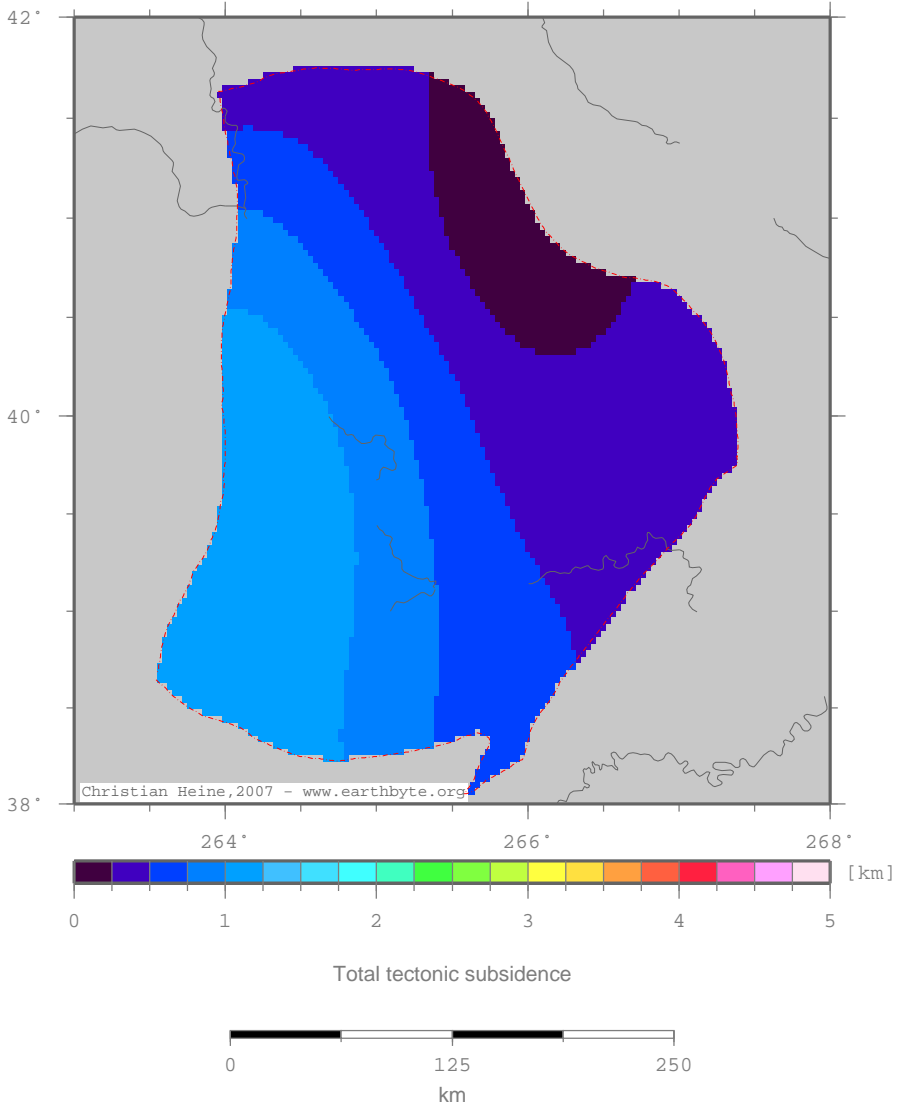 42°
40°
38°
Christian Heine,2007 - www.earthbyte.org
264° 266° 268°
[km]
0 1 2 3 4 5
Total tectonic subsidence
0 125 250
km